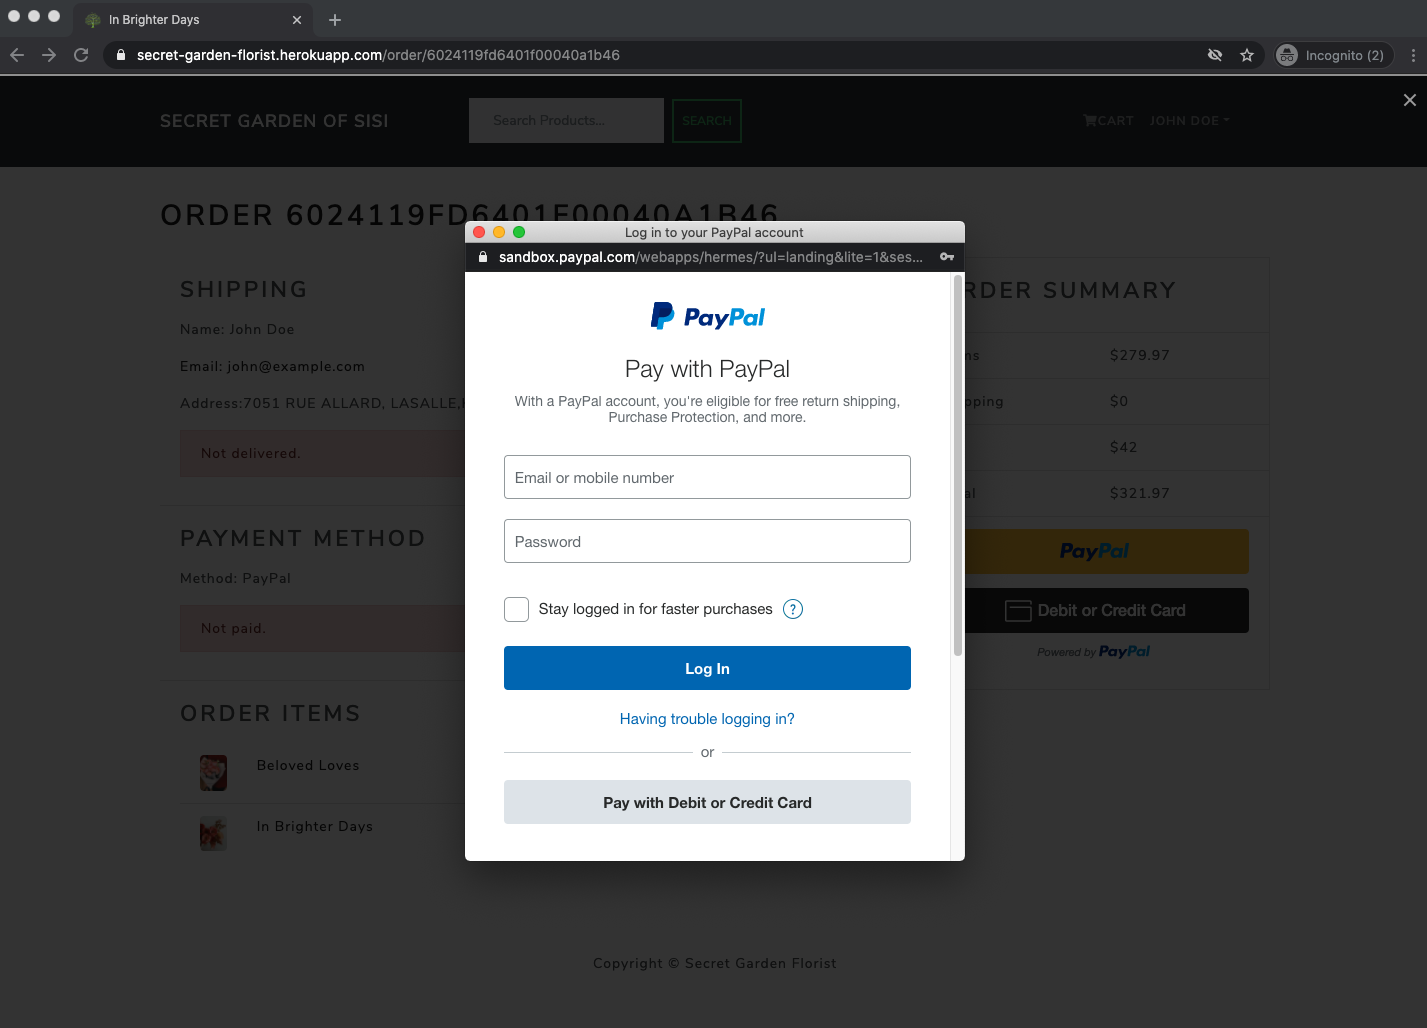 In Brighter Days
secret-garden-florist.herokuapp.com/order/6024119fd6401f00040a1b46
Incognito (2)
SECRET GARDEN OF SISI
Search Products...
SEARCH
CART
JOHN DOE
ORDER 6024119FD6401F00040A1B46
Log in to your PayPal account
sandbox.paypal.com/webapps/hermes/?ul=landing&lite=1&ses...
PayPal
Pay with PayPal
With a PayPal account, you're eligible for free return shipping,
Purchase Protection, and more.
Email or mobile number
Password
Stay logged in for faster purchases ?
Log In
Having trouble logging in?
or
Pay with Debit or Credit Card
SHIPPING
Name: John Doe
Email: john@example.com
Address:7051 RUE ALLARD, LASALLE,
Not delivered.
PAYMENT METHOD
Method: PayPal
Not paid.
ORDER ITEMS
Beloved Loves
In Brighter Days
RDER SUMMARY
ns $279.97
pping $0
$42
al $321.97
PayPal
Debit or Credit Card
Powered by PayPal
Copyright © Secret Garden Florist